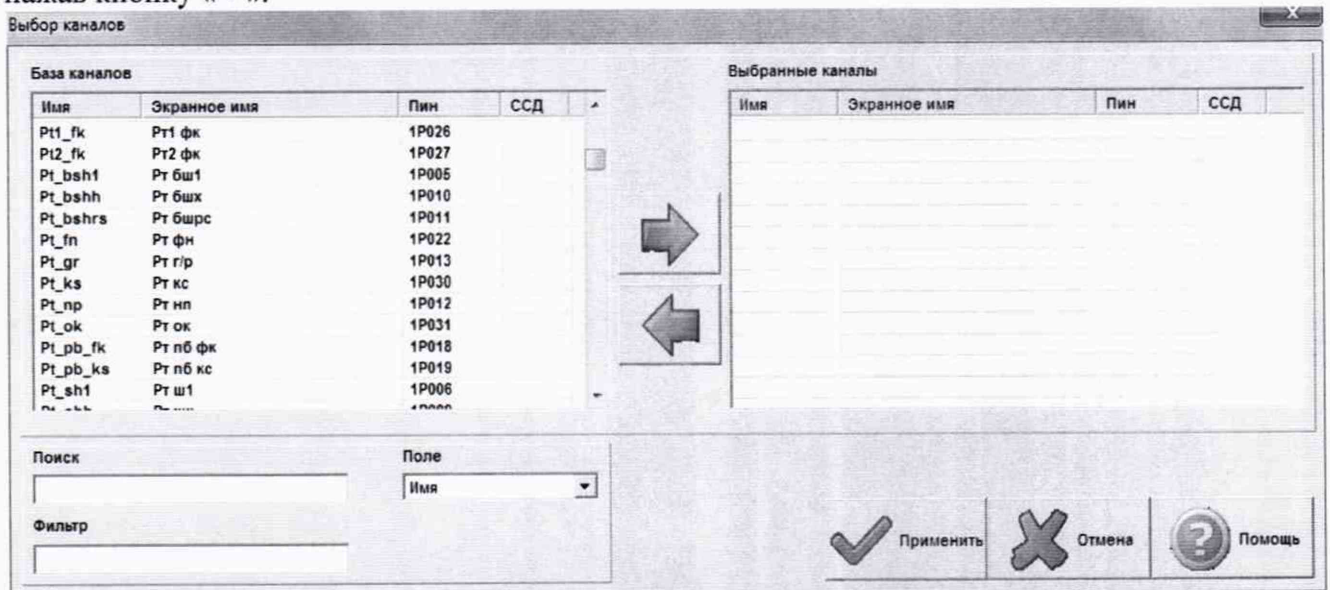 нажав кнопку «
Выбор каналов
База каналов
Имя Экранное имя Пин ССД
Pt1_fk Рт1 фк 1P026
Pt2_fk Рт2 фк 1P027
Pt_bsh1 Рт бш1 1P005
Pt_bshh Рт бшх 1P010
Pt_bshrs Рт бшрс 1P011
Pt_fn Рт фн 1P022
Pt_gr Рт г/р 1P013
Pt_ks Рт кс 1P030
Pt_np Рт нп 1P012
Pt_ok Рт ок 1P031
Pt_pb_fk Рт пб фк 1P018
Pt_pb_ks Рт пб кс 1P019
Pt_sh1 Рт ш1 1P006
Выбранные каналы
Имя Экранное имя Пин ССД
Поиск
Поле
Имя
Фильтр
Применить
Отмена
Помощь